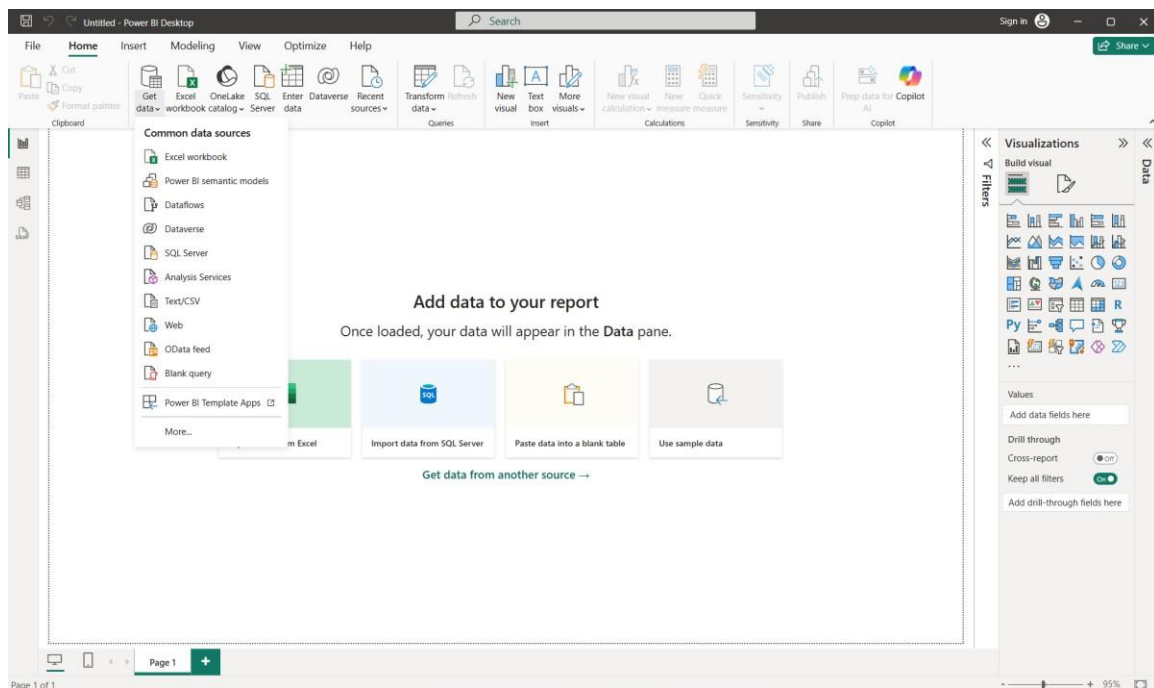 Untitled - Power BI Desktop
Search
Sign in
File Home Insert Modeling View Optimize Help
Share
Paste
Cut
Copy
Format painter
Clipboard
Get data
Excel workbook
OneLake catalog
SQL Server
Enter data
Dataverse
Recent sources
Transform data
Refresh
Queries
New visual
Text box
More visuals
Insert
New visual calculation
New measure
Quick measure
Calculations
Sensitivity
Sensitivity
Publish
Share
Prep data for AI
Copilot
Copilot
Common data sources
Excel workbook
Power BI semantic models
Dataflows
Dataverse
SQL Server
Analysis Services
Text/CSV
Web
OData feed
Blank query
Power BI Template Apps
More...
Add data to your report
Once loaded, your data will appear in the Data pane.
SQL
m Excel
Import data from SQL Server
Paste data into a blank table
Use sample data
Get data from another source →
Filters
Visualizations
Build visual
R
Py
...
Values
Add data fields here
Drill through
Cross-report
Off
Keep all filters
On
Add drill-through fields here
Data
Page 1
Page 1 of 1
- + 95%